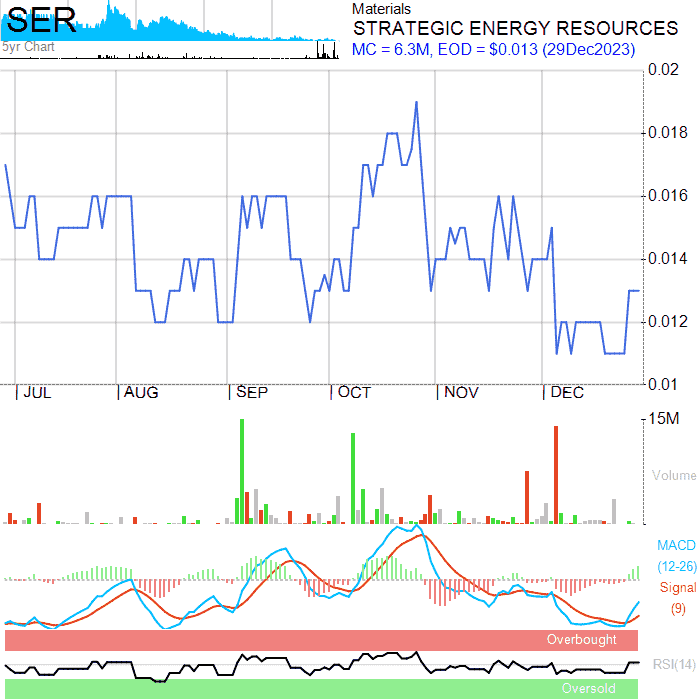 SER
5yr Chart
Materials
STRATEGIC ENERGY RESOURCES
MC = 6.3M, EOD = $0.013 (29Dec2023)
0.02
0.018
0.016
0.014
0.012
0.01
JUL AUG SEP OCT NOV DEC
15M
Volume
MACD
(12-26)
Signal
(9)
Overbought
RSI(14)
Oversold